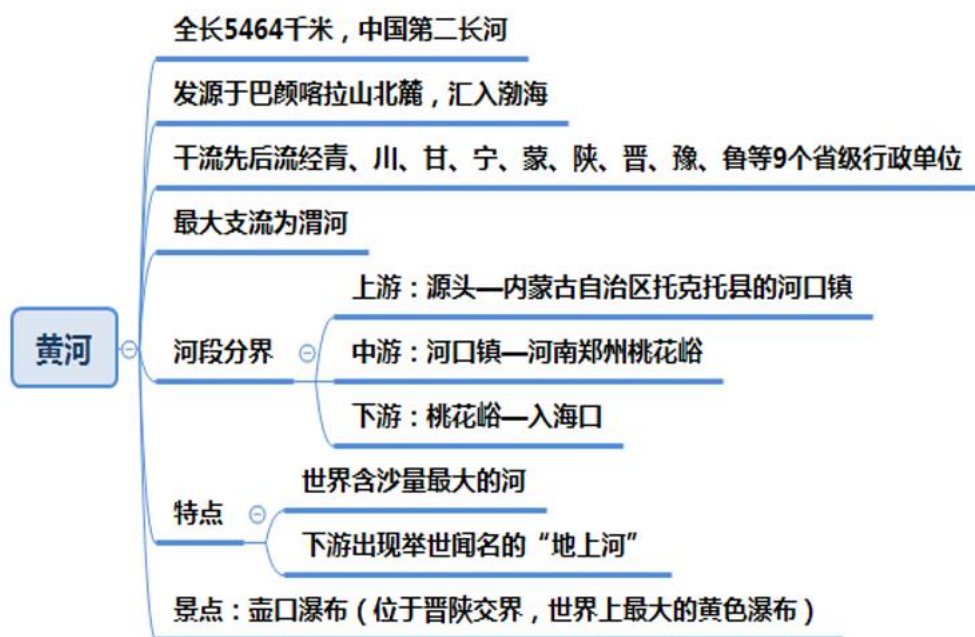 全长5464千米，中国第二长河
发源于巴颜喀拉山北麓，汇入渤海
干流先后流经青、川、甘、宁、蒙、陕、晋、豫、鲁等9个省级行政单位
最大支流为渭河
黄河
河段分界
上游：源头—内蒙古自治区托克托县的河口镇
中游：河口镇—河南郑州桃花峪
下游：桃花峪—入海口
特点
世界含沙量最大的河
下游出现举世闻名的“地上河”
景点：壶口瀑布（位于晋陕交界，世界上最大的黄色瀑布）